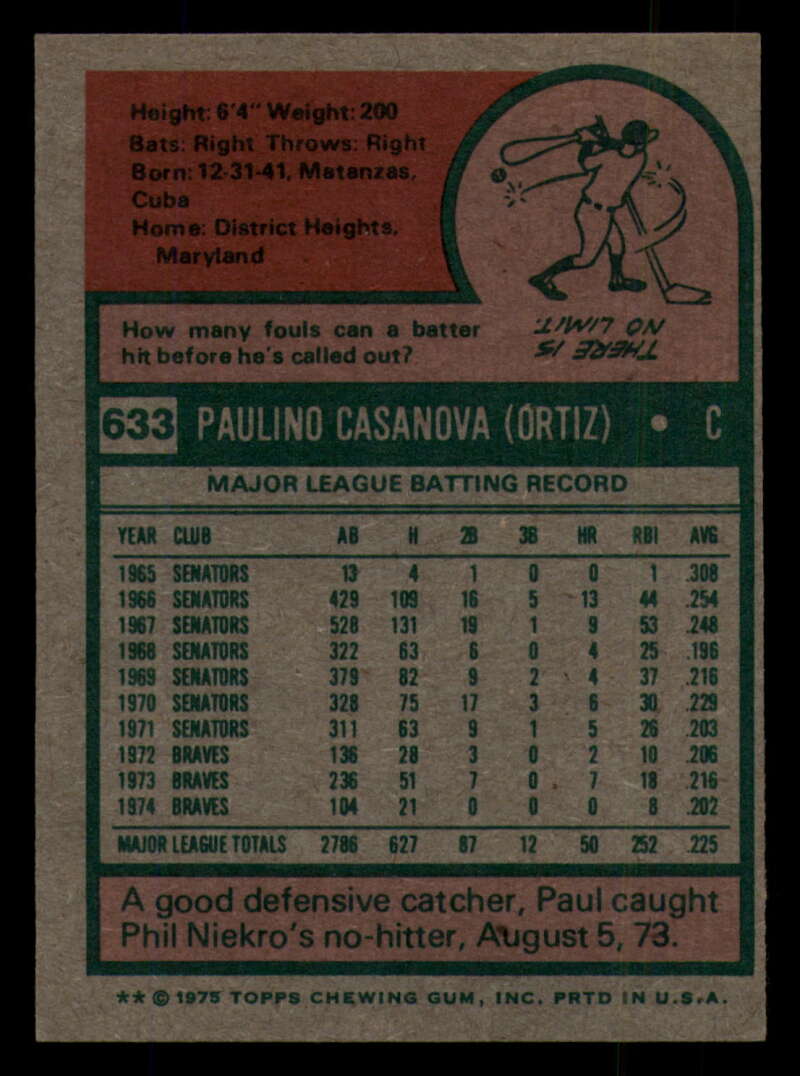 Height: 6'4" Weight: 200
Bats: Right Throws: Right
Born: 12-31-41, Matanzas,
Cuba
Home: District Heights,
Maryland
How many fouls can a batter
hit before he's called out?
THERE IS
NO LIMIT.
633 PAULINO CASANOVA (ORTIZ) • C
MAJOR LEAGUE BATTING RECORD
YEAR CLUB AB H 2B 3B HR RBI AVG
1965 SENATORS 13 4 1 0 0 1 .308
1966 SENATORS 429 109 16 5 13 44 .254
1967 SENATORS 528 131 19 1 9 53 .248
1968 SENATORS 322 63 6 0 4 25 .196
1969 SENATORS 379 82 9 2 4 37 .216
1970 SENATORS 328 75 17 3 6 30 .229
1971 SENATORS 311 63 9 1 5 26 .203
1972 BRAVES 136 28 3 0 2 10 .206
1973 BRAVES 236 51 7 0 7 18 .216
1974 BRAVES 104 21 0 0 0 8 .202
MAJOR LEAGUE TOTALS 2786 627 87 12 50 252 .225
A good defensive catcher, Paul caught
Phil Niekro's no-hitter, August 5, 73.
** © 1975 TOPPS CHEWING GUM, INC. PRTD IN U.S.A.